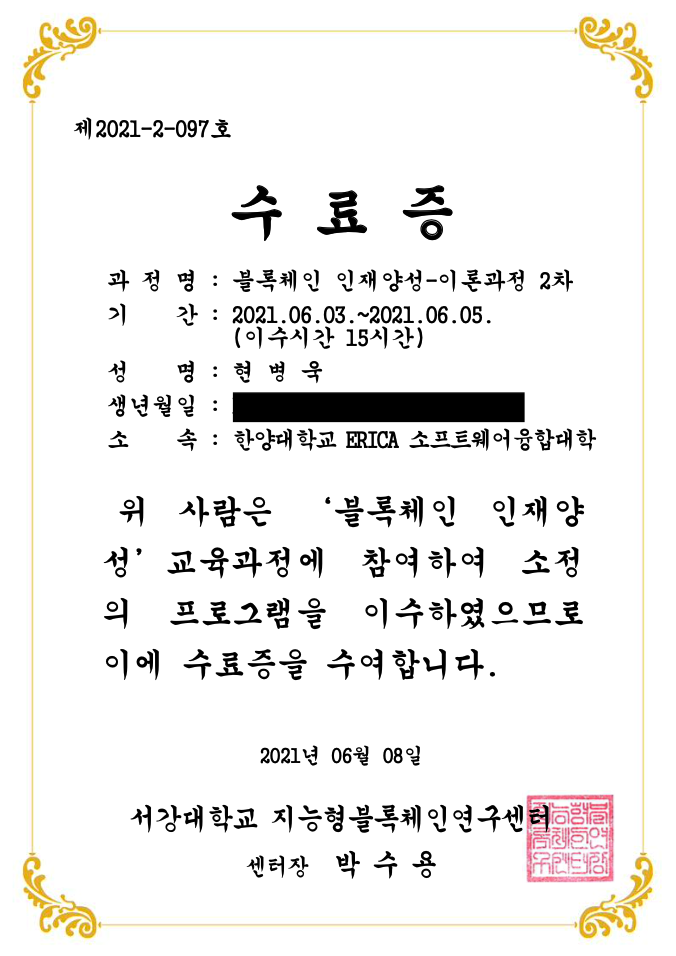 제2021-2-097호
수 료 증
과 정 명 : 블록체인 인재양성-이론과정 2차
기 간 : 2021.06.03.~2021.06.05.
(이수시간 15시간)
성 명 : 현 병 욱
생년월일 :
소 속 : 한양대학교 ERICA 소프트웨어융합대학
위 사람은 ‘블록체인 인재양
성’ 교육과정에 참여하여 소정
의 프로그램을 이수하였으므로
이에 수료증을 수여합니다.
2021년 06월 08일
서강대학교 지능형블록체인연구센터
센터장 박 수 용